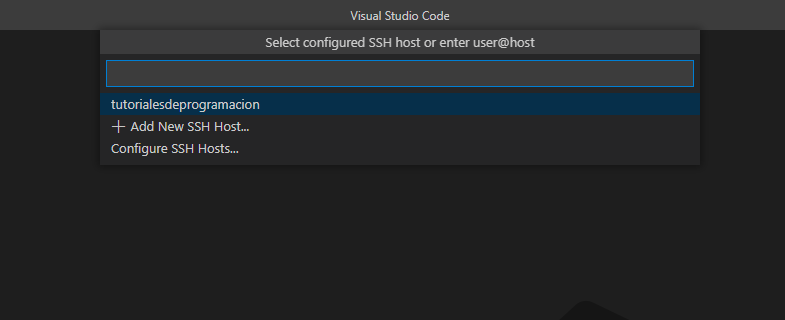 Visual Studio Code
Select configured SSH host or enter user@host
tutorialesdeprogramacion
+ Add New SSH Host...
Configure SSH Hosts...